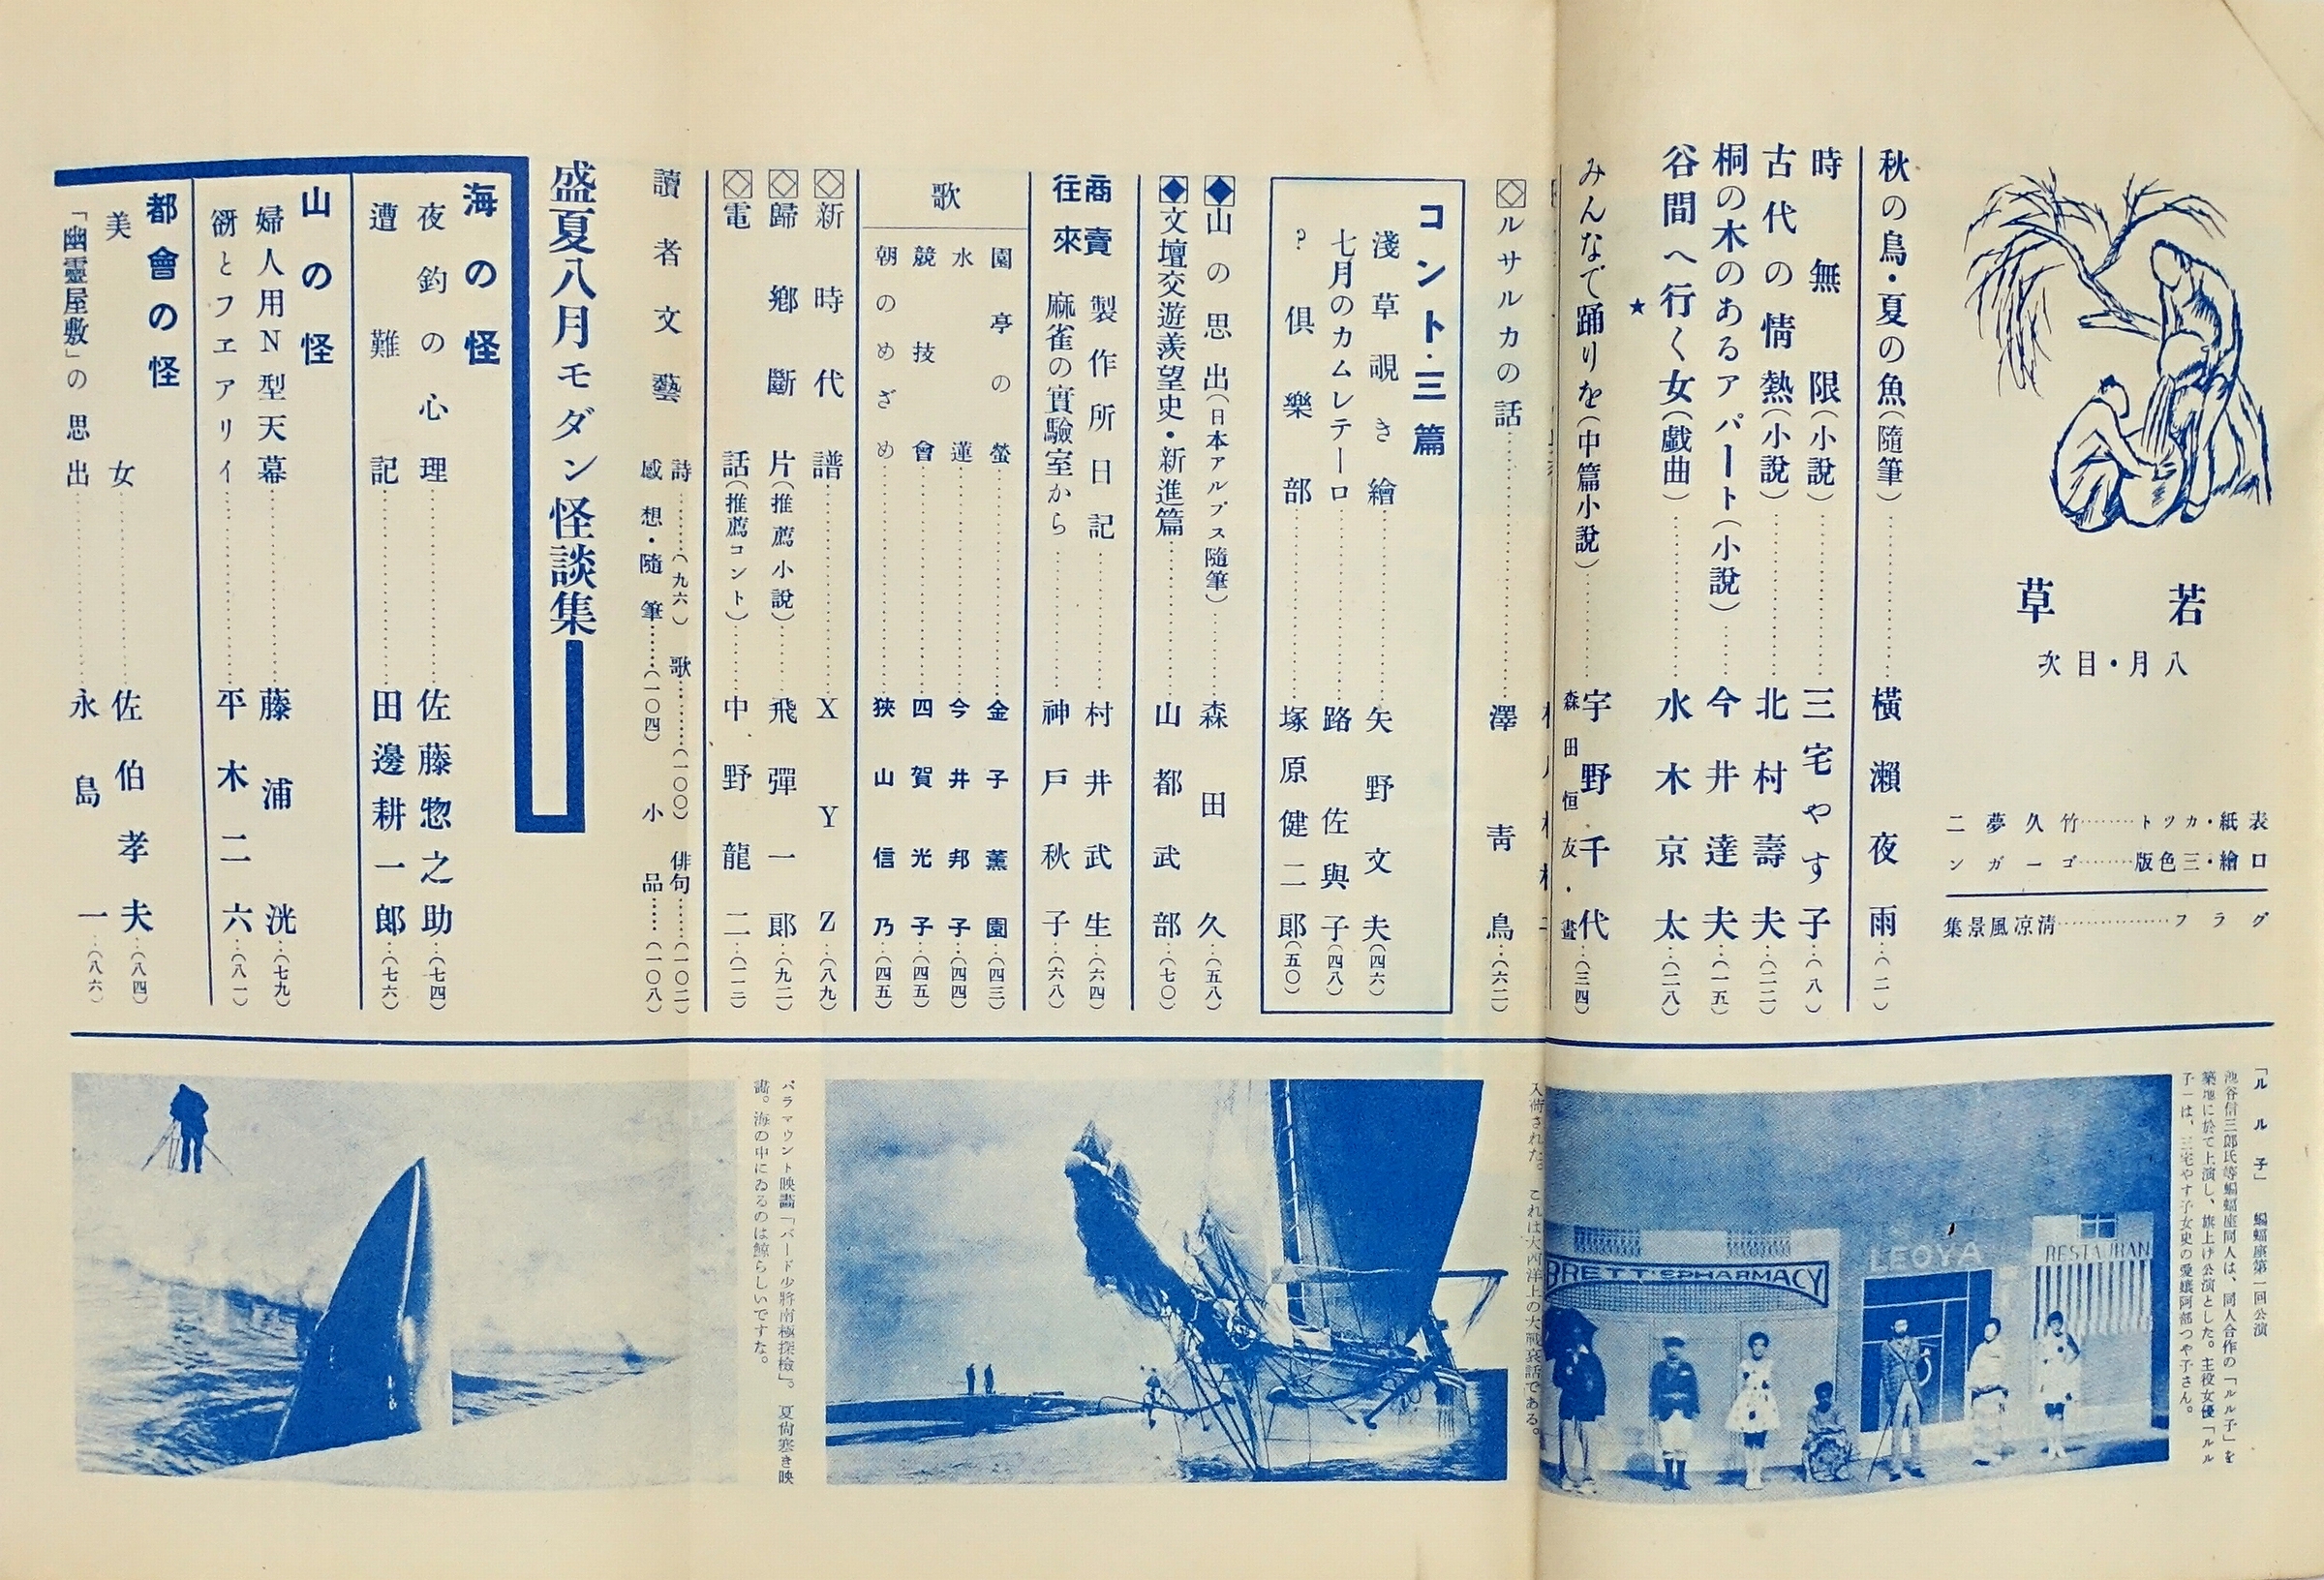 若草
八月・目次
表紙・カット………竹久夢二
口繪・三色版………ゴーガン
グラフ………淸凉風景集
秋の鳥・夏の魚(隨筆)………横瀨夜雨…(二)
時無限(小說)………三宅やす子…(八)
古代の情熱(小說)………北村壽夫…(二二)
桐の木のあるアパート(小說)………今井達夫…(一五)
谷間へ行く女(戯曲)………水木京太…(二八)
★
みんなで踊りを(中篇小說)………宇野千代…(三四)
森田恒友・畫
◇ルサルカの話………澤靑鳥…(六二)
コント・三篇
淺草覗き繪………矢野文夫(四六)
七月のカムレテーロ………路佐與子(四八)
?倶樂部………塚原健二郎(五〇)
◆山の思出(日本アルプス隨筆)………森田久…(五八)
◆文壇交遊羨望史・新進篇………山都武部…(七〇)
商賣往來
製作所日記………村井武生…(六四)
麻雀の實驗室から………神戸秋子…(六八)
歌
園亭の螢………金子薫園(四三)
水蓮………今井邦子(四四)
競技會………四賀光子(四五)
朝のめざめ………狹山信乃(四五)
◇新時代譜………XYZ…(八九)
◇歸鄕斷片(推薦小說)………飛彈一郎…(九二)
◇電話(推薦コント)………中野龍二…(一一二)
讀者文藝
詩………(九六) 歌………(一〇〇) 俳句……(一〇二)
感想・隨筆………(一〇四) 小品……(一〇八)
盛夏八月モダン怪談集
海の怪
夜釣の心理………佐藤惣之助…(七四)
遭難記………田邊耕一郎…(七六)
山の怪
婦人用N型天幕………藤浦洸…(七九)
谺とフエアリイ………平木二六…(八一)
都會の怪
美女………佐伯孝夫…(八四)
「幽靈屋敷」の思出………永島一…(八六)
「ルル子」 蝙蝠座第一回公演
池谷信三郎氏等蝙蝠座同人は、同人合作の「ルル子」を
築地に於て上演し、旗上げ公演とした。主役女優「ルル
子」は、三宅やす子女史の愛孃阿部つや子さん。
BRETT'S PHARMACY
LEOYA
RESTAURAN
入荷された。これは大西洋上の大戰哀話である。
パラマウント映畵「バード少將南極探檢」。夏尙寒き映
畵。海の中にゐるのは鯨らしいですた。